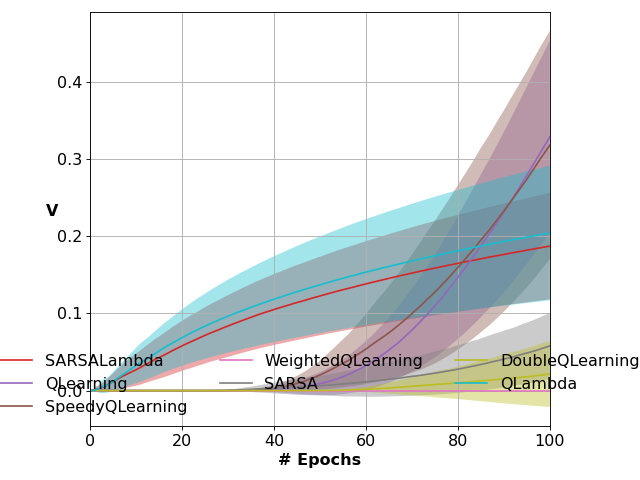 0.4
0.3
V
0.2
0.1
SARSALambda WeightedQLearning DoubleQLearning
QLearning SARSA QLambda
0.0
SpeedyQLearning
0 20 40 60 80 100
# Epochs